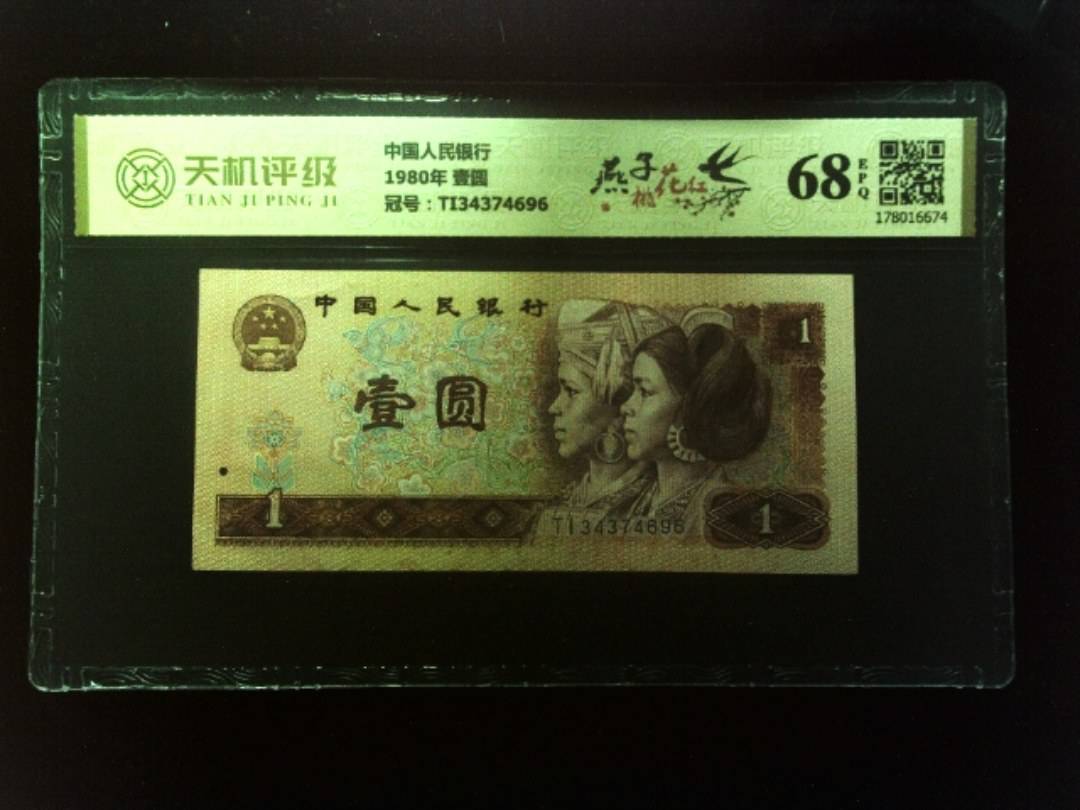 天机评级
TIAN JI PING JI
中国人民银行
1980年 壹圆
冠号：TI34374696
燕子桃花红
68
EPQ
178016674
中国人民银行
1
壹圆
1
TI34374696
1